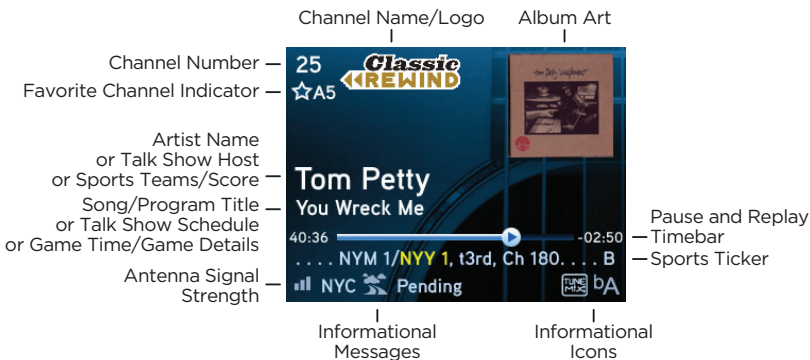 Channel Name/Logo
Album Art
Channel Number
Favorite Channel Indicator
Artist Name
or Talk Show Host
or Sports Teams/Score
Song/Program Title
or Talk Show Schedule
or Game Time/Game Details
Antenna Signal
Strength
25
Classic
REWIND
A5
Tom Petty Wildflowers
Tom Petty
You Wreck Me
40:36
-02:50
. . . . NYM 1/NYY 1, t3rd, Ch 180. . . . B
NYC
Pending
TUNE
MIX
bA
Pause and Replay
Timebar
Sports Ticker
Informational
Messages
Informational
Icons